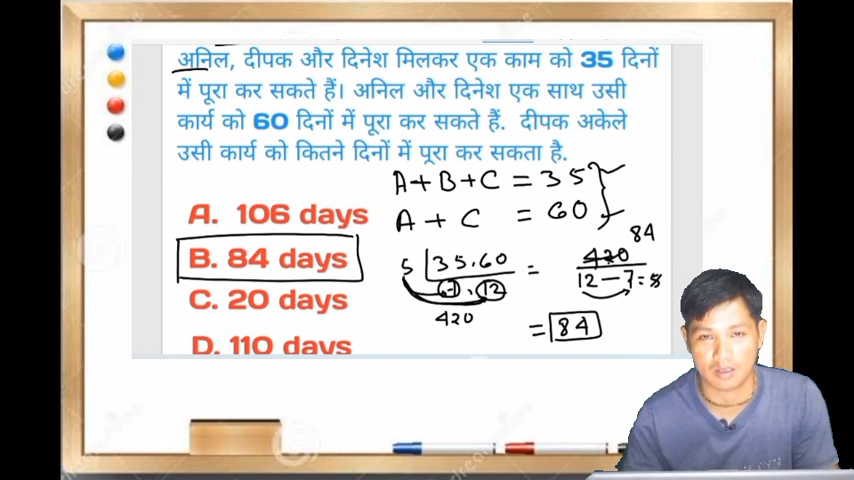 अनिल, दीपक और दिनेश मिलकर एक काम को 35 दिनों
में पूरा कर सकते हैं। अनिल और दिनेश एक साथ उसी
कार्य को 60 दिनों में पूरा कर सकते हैं. दीपक अकेले
उसी कार्य को कितने दिनों में पूरा कर सकता है.
A+B+C = 35
A + C = 60
A. 106 days
B. 84 days
C. 20 days
D. 110 days
5 | 35.60 = 420 84
7. 12 12 - 7 = 5
420
= 84